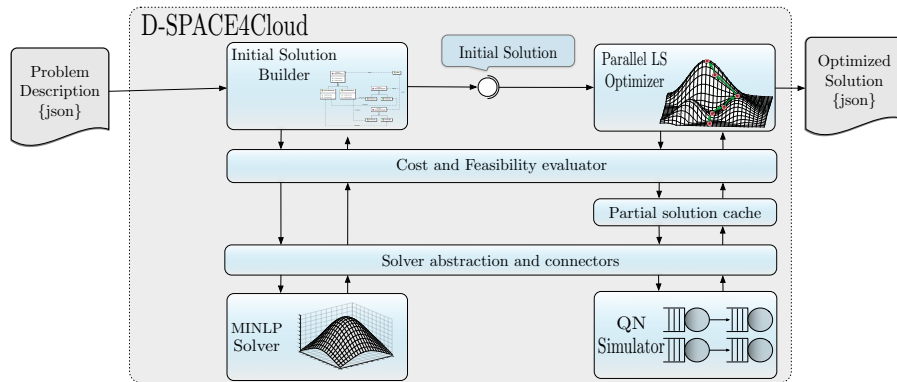 D-SPACE4Cloud
Problem
Description
{json}
Initial Solution
Builder
Initial Solution
Parallel LS
Optimizer
Optimized
Solution
{json}
Cost and Feasibility evaluator
Partial solution cache
Solver abstraction and connectors
MINLP
Solver
QN
Simulator